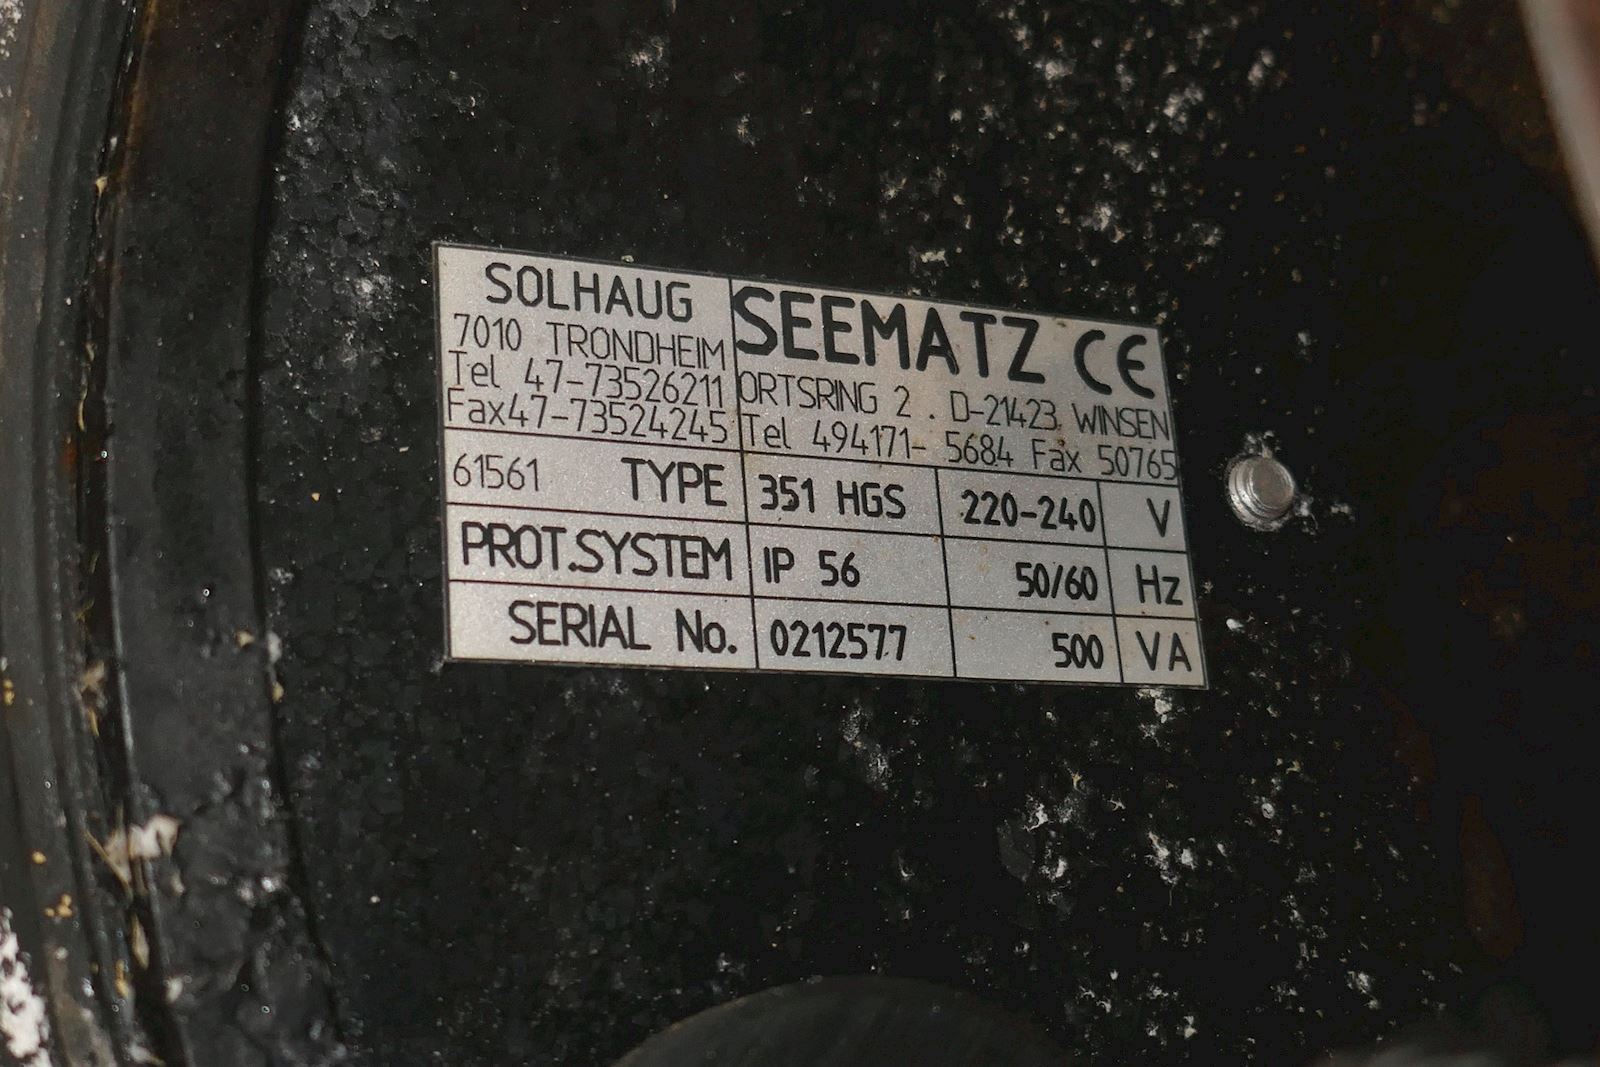 SOLHAUG
7010 TRONDHEIM
Tel 47-73526211
Fax47-73524245
SEEMATZ CE
ORTSRING 2 . D-21423 WINSEN
Tel 494171- 5684 Fax 50765
61561 TYPE 351 HGS 220-240 V
PROT.SYSTEM IP 56 50/60 Hz
SERIAL No. 0212577 500 VA